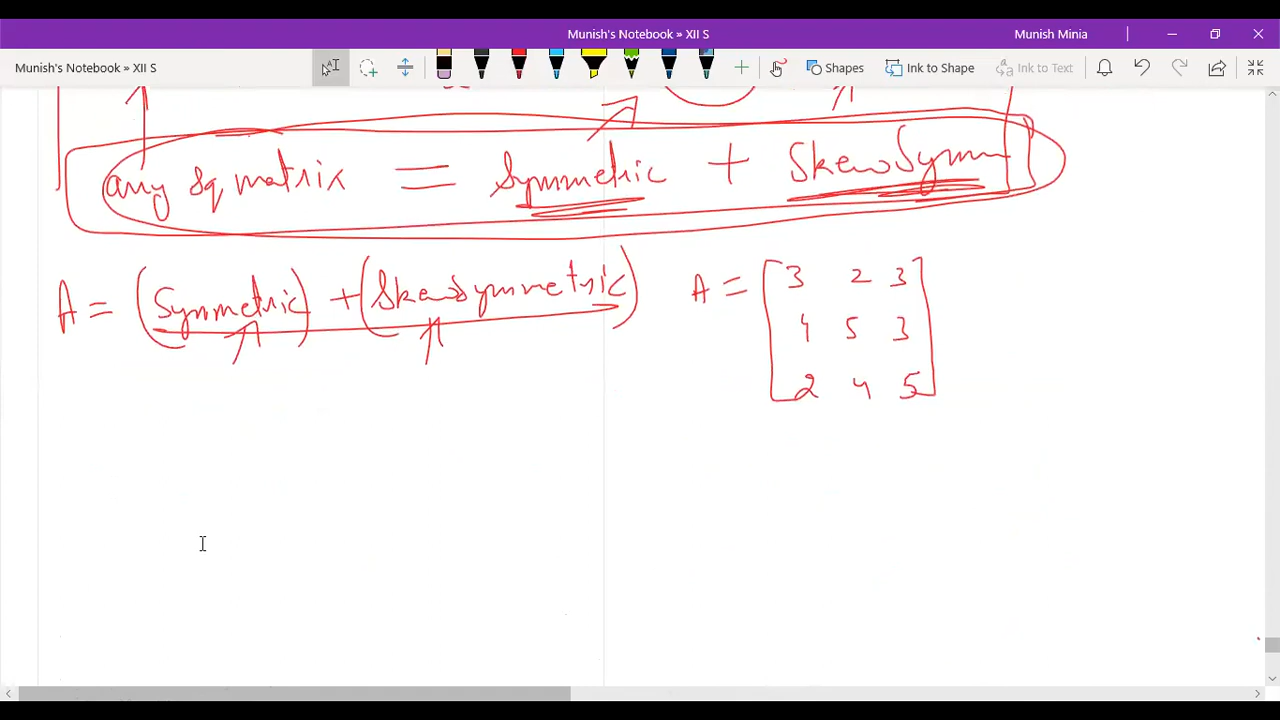 Munish's Notebook » XII S
Munish Minia
Munish's Notebook » XII S
Shapes
Ink to Shape
Ink to Text
any sq matrix = Symmetric + SkewSymm
A = (Symmetric) + (Skewsymmetric)
A = [3 2 3
4 5 3
2 4 5]